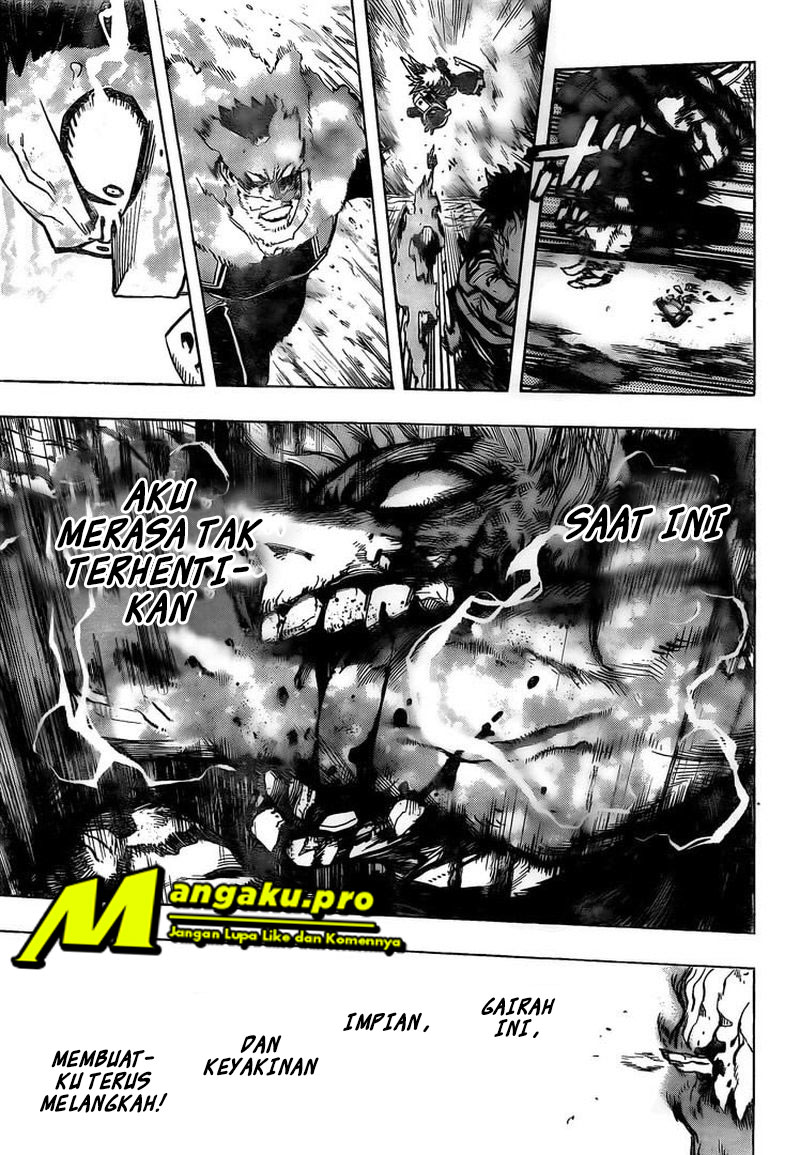 SAAT INI
AKU
MERASA TAK
TERHENTI-
KAN
Mangaku.pro
Jangan Lupa Like dan Komennya
GAIRAH
INI,
IMPIAN,
DAN
KEYAKINAN
MEMBUAT-
KU TERUS
MELANGKAH!